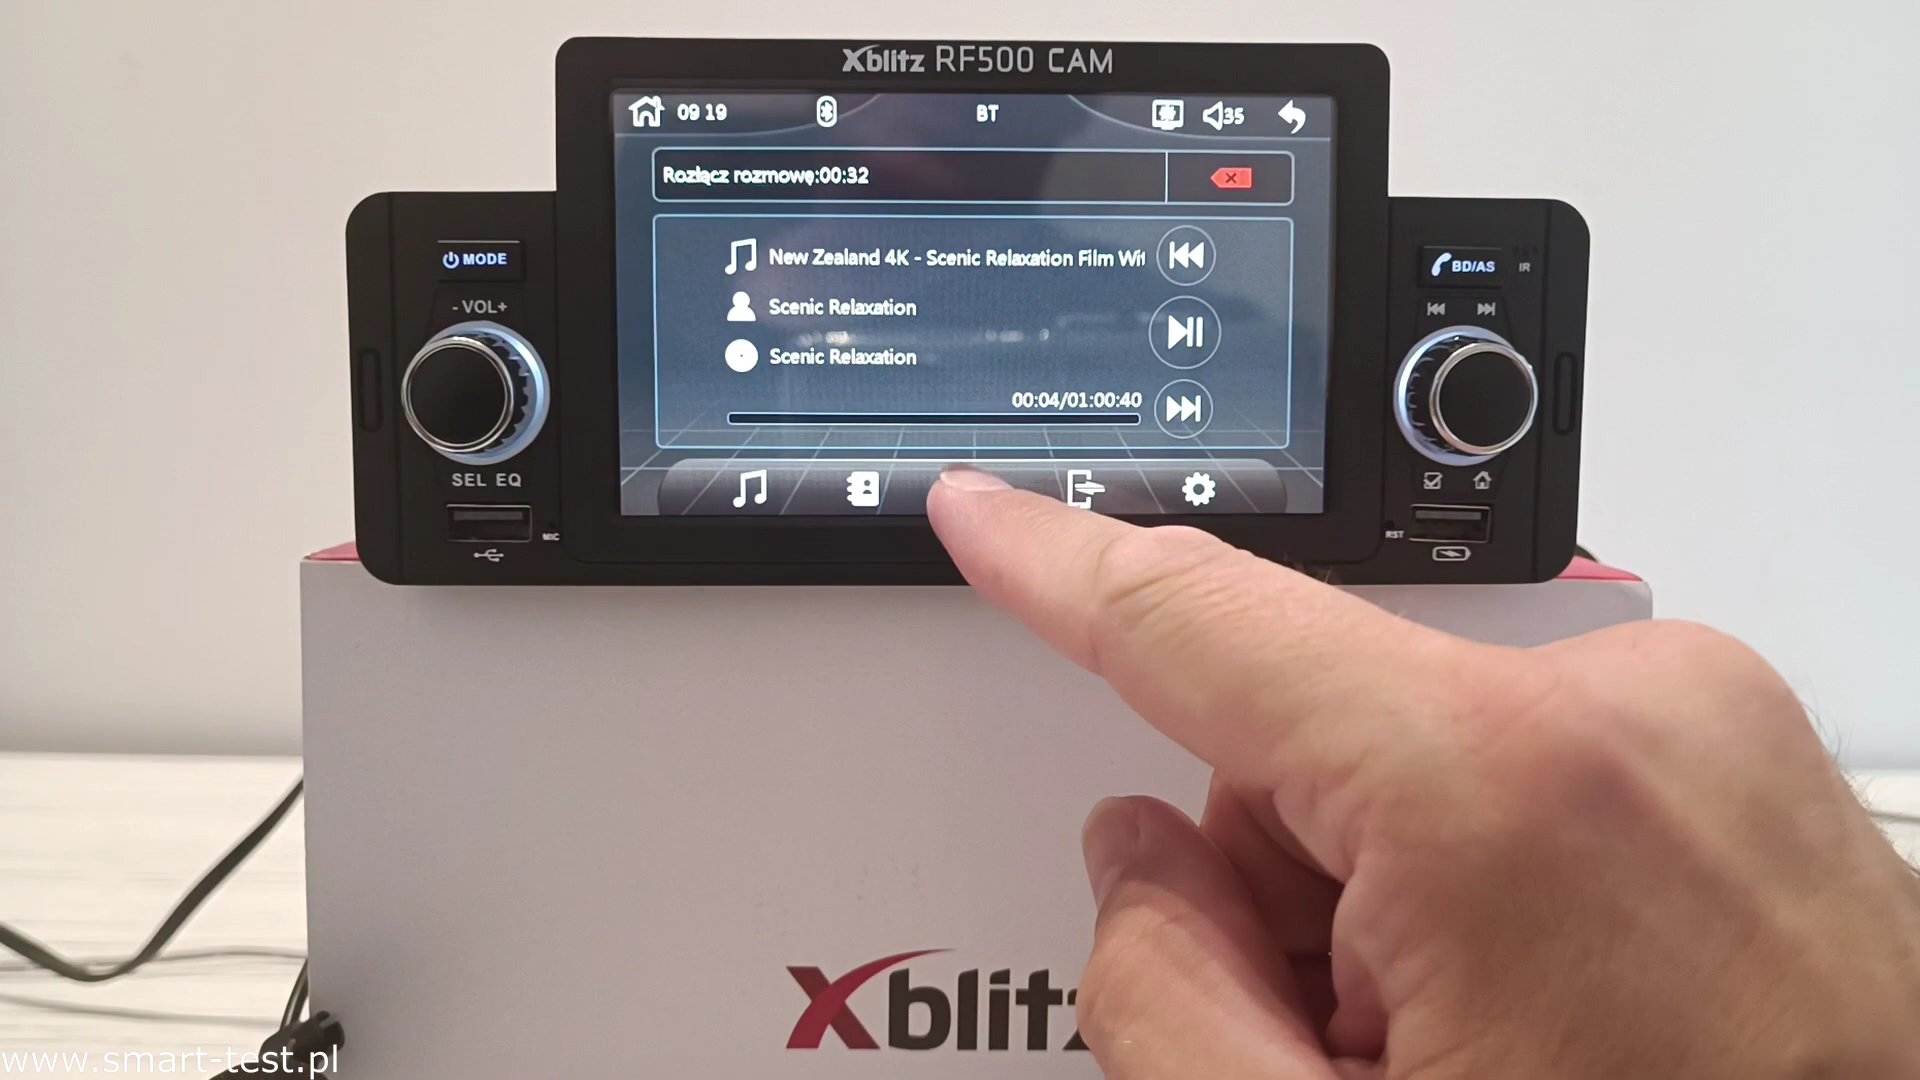 Xblitz RF500 CAM
09 19
BT
35
Rozłącz rozmowę:00:32
New Zealand 4K - Scenic Relaxation Film Wit
Scenic Relaxation
Scenic Relaxation
00:04/01:00:40
MODE
- VOL+
SEL EQ
MIC
BD/AS
IR
RST
Xblitz
www.smart-test.pl